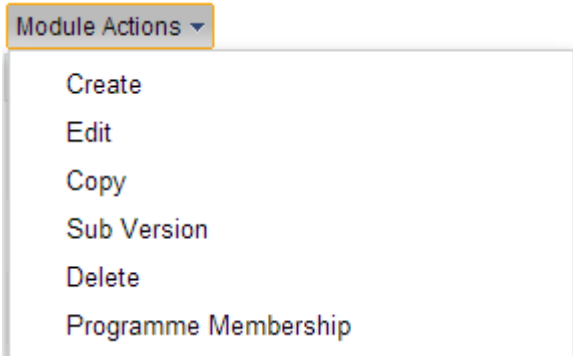 Module Actions
Create
Edit
Copy
Sub Version
Delete
Programme Membership